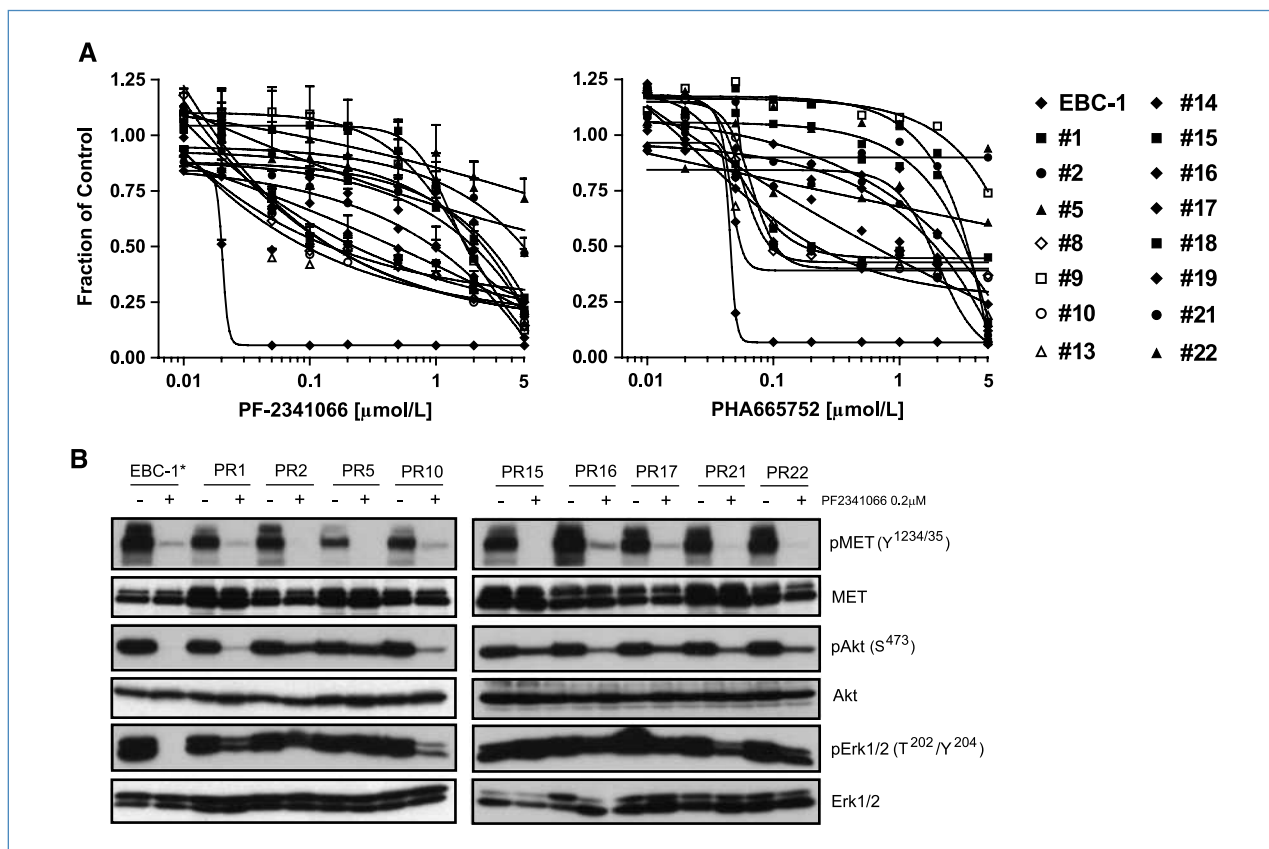 A
Fraction of Control
1.25
1.00
0.75
0.50
0.25
0.00
0.01
0.1
1
5
PF-2341066 [μmol/L]
1.25
1.00
0.75
0.50
0.25
0.00
0.01
0.1
1
5
PHA665752 [μmol/L]
EBC-1
#1
#2
#5
#8
#9
#10
#13
#14
#15
#16
#17
#18
#19
#21
#22
B
EBC-1* PR1 PR2 PR5 PR10 PR15 PR16 PR17 PR21 PR22
- + - + - + - + - + - + - + - + - + - + PF2341066 0.2μM
pMET (Y1234/35)
MET
pAkt (S473)
Akt
pErk1/2 (T202/Y204)
Erk1/2